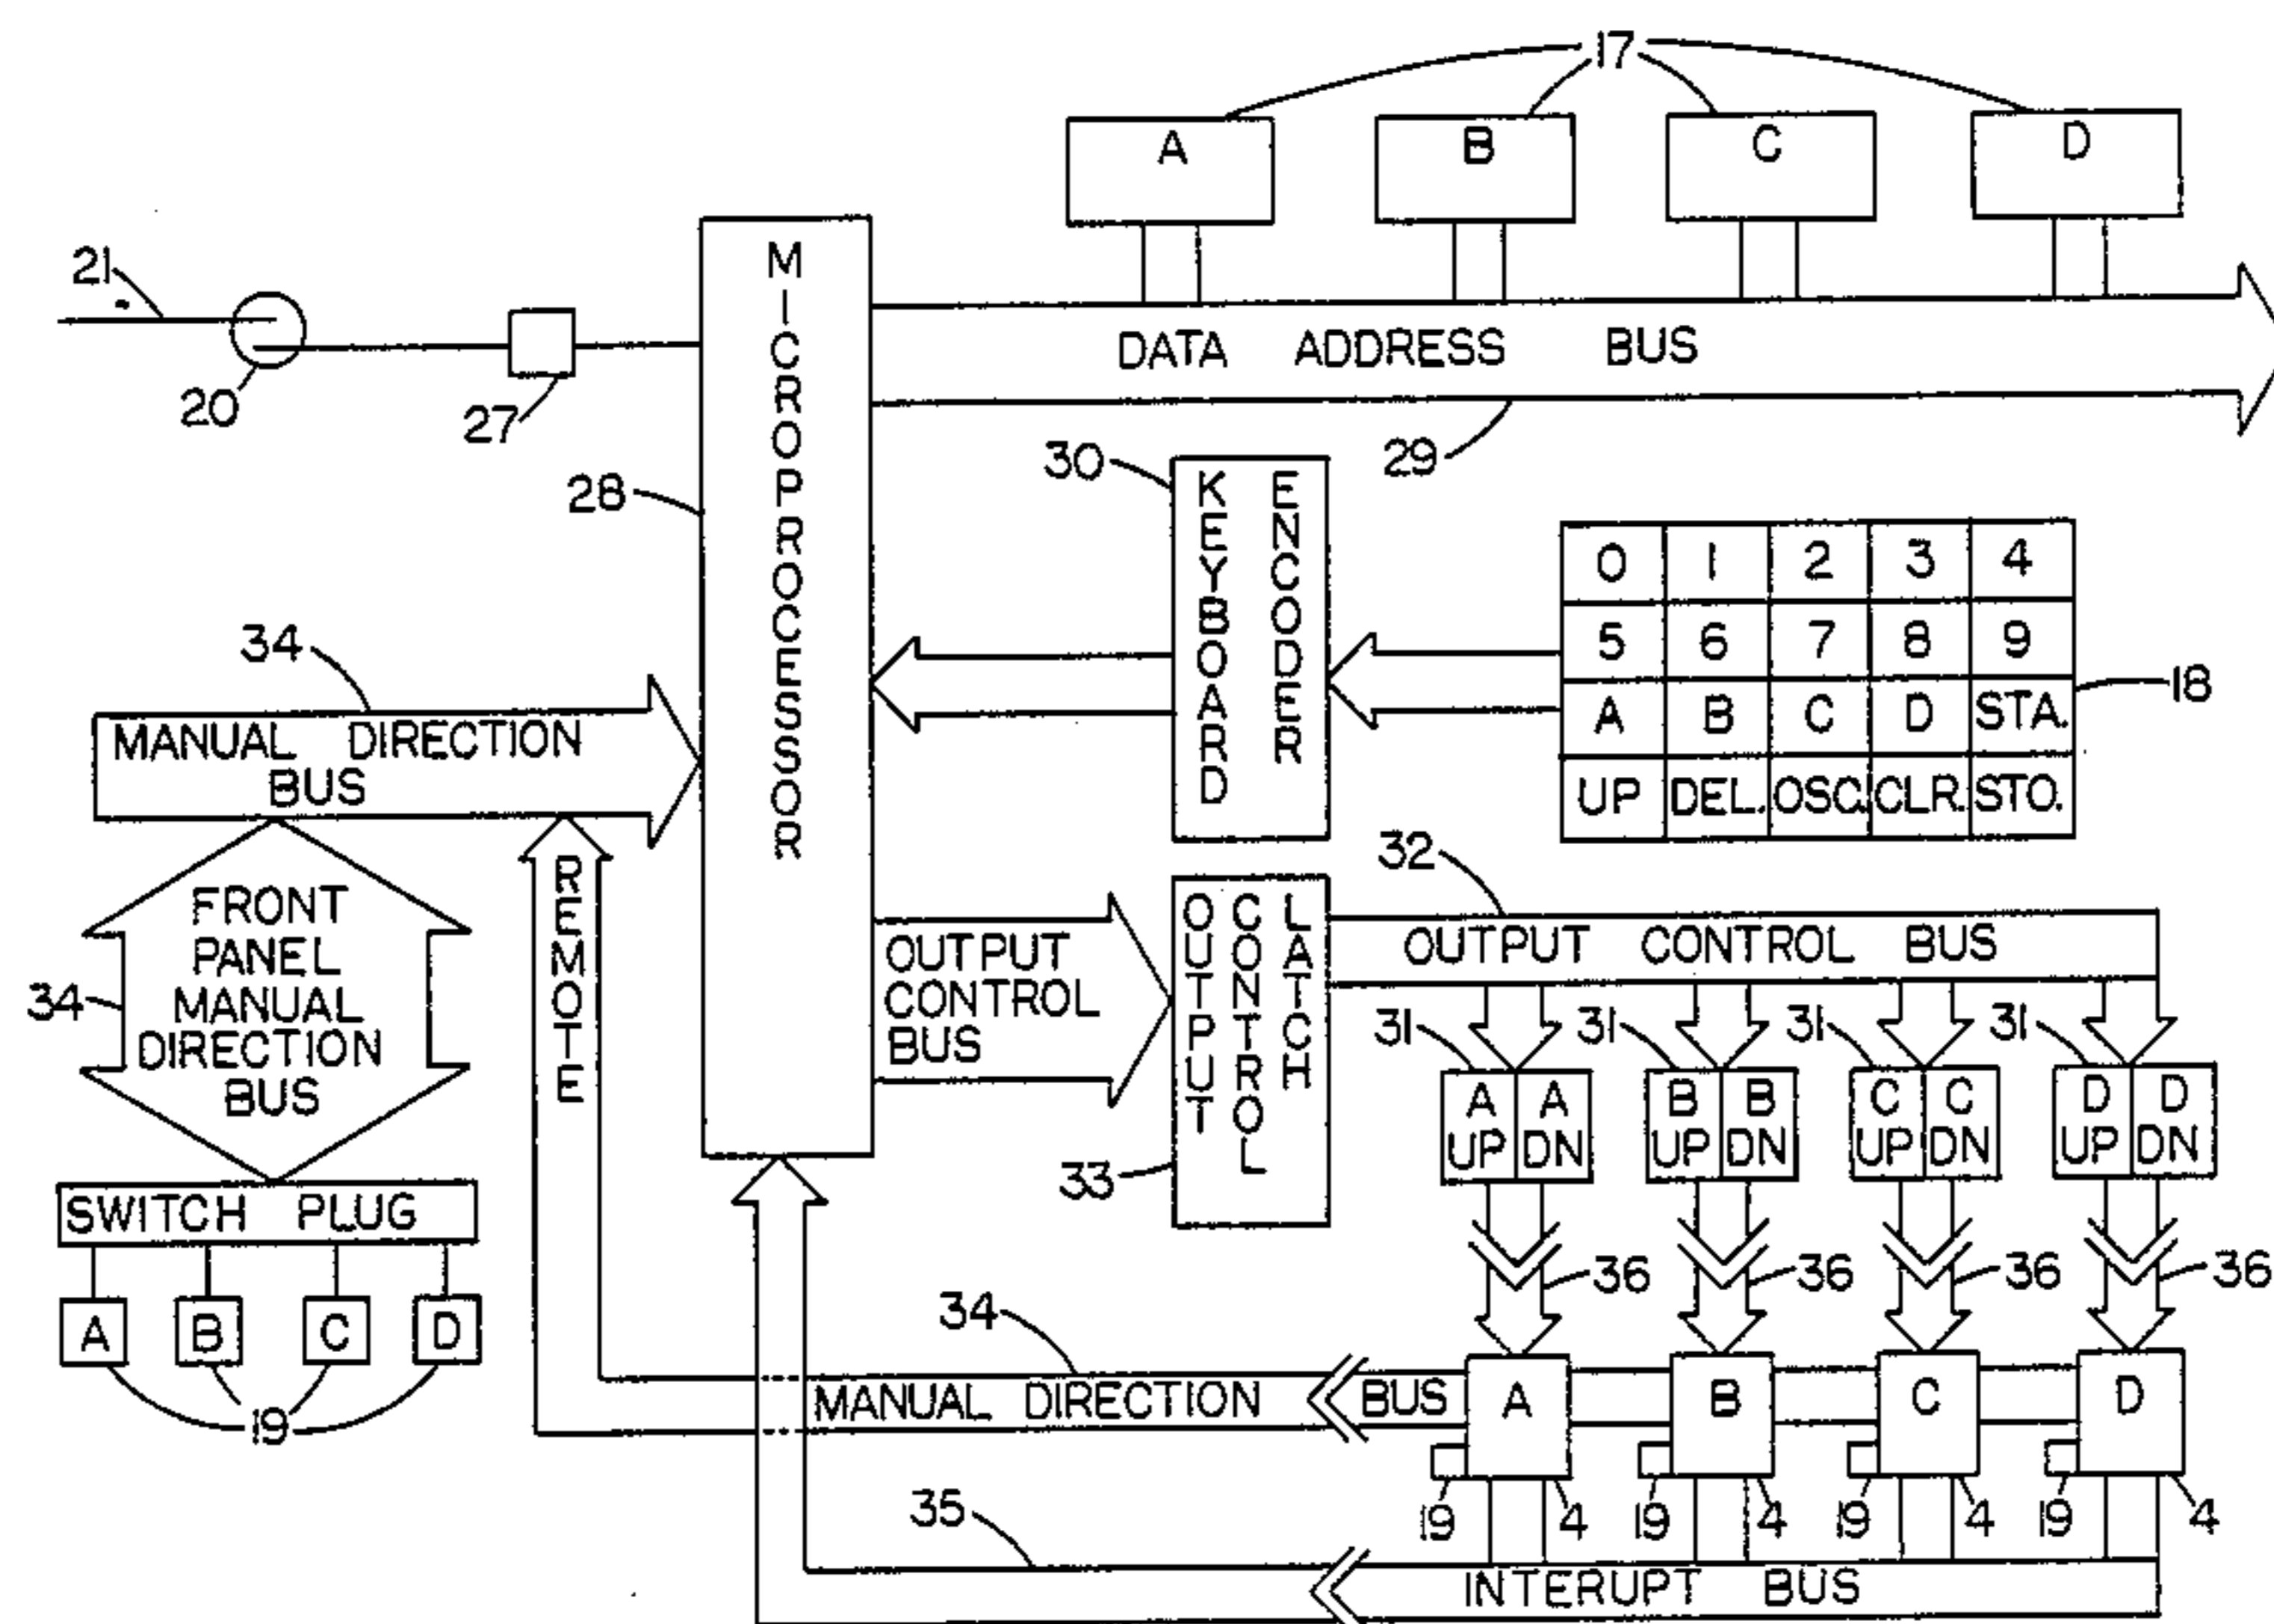 17
A B C D
21
20
27
MICROPROCESSOR
DATA ADDRESS BUS
29
28
30
KEYBOARD
ENCODER
0 1 2 3 4
5 6 7 8 9
A B C D STA.
UP DEL. OSC. CLR. STO.
18
34
MANUAL DIRECTION
BUS
REMOTE
FRONT
PANEL
MANUAL
DIRECTION
BUS
34
SWITCH PLUG
A B C D
19
OUTPUT
CONTROL
BUS
OUTPUT
CONTROL
LATCH
33
32
OUTPUT CONTROL BUS
31 31 31 31
A A B B C C D D
UP DN UP DN UP DN UP DN
36 36 36 36
34
MANUAL DIRECTION BUS
A B C D
19 4 19 4 19 4 19 4
35
INTERUPT BUS